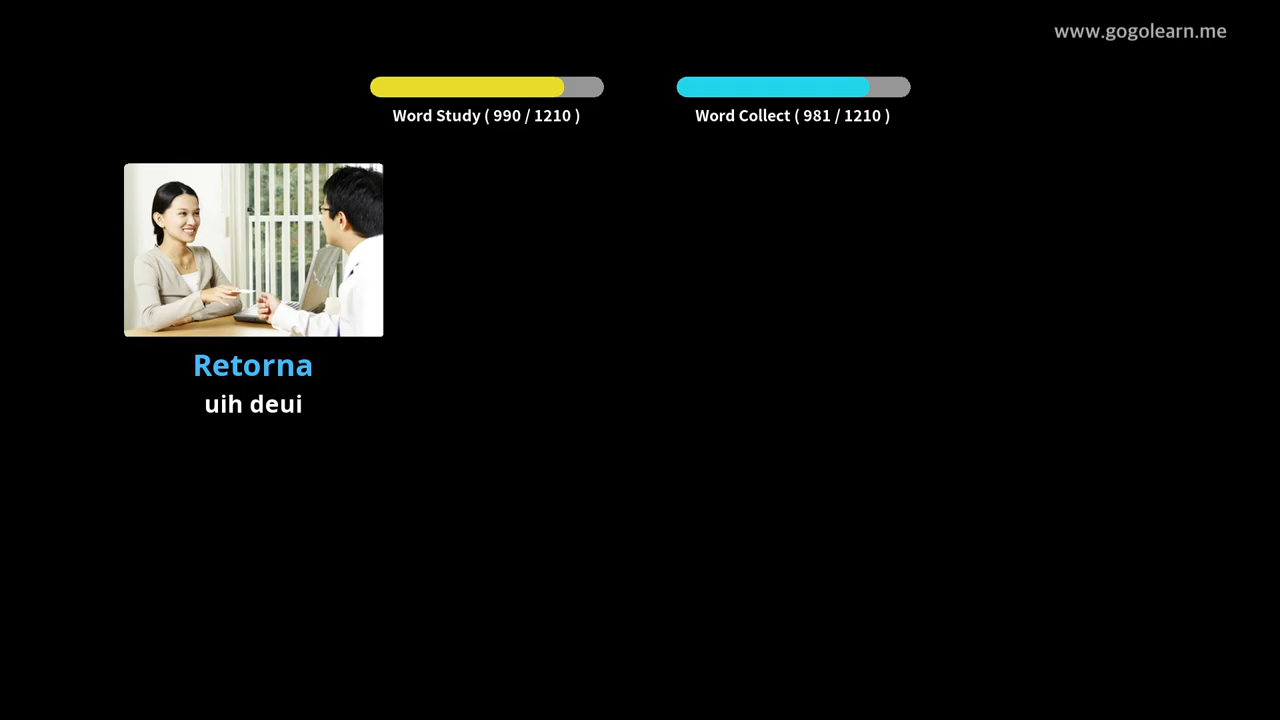 www.gogolearn.me
Word Study ( 990 / 1210 )
Word Collect ( 981 / 1210 )
Retorna
uih deui